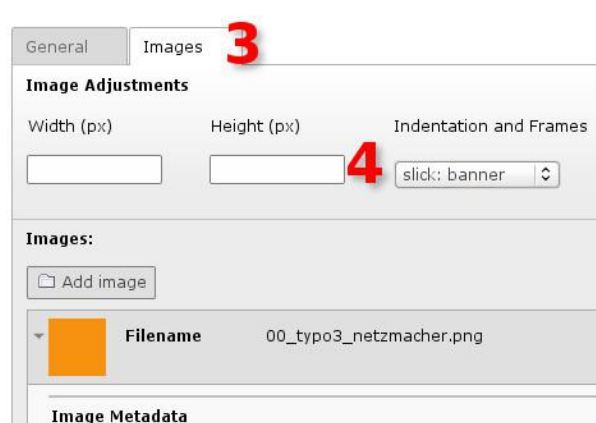 General Images 3
Image Adjustments
Width (px) Height (px) Indentation and Frames
4 slick: banner
Images:
Add image
Filename 00_typo3_netzmacher.png
Image Metadata